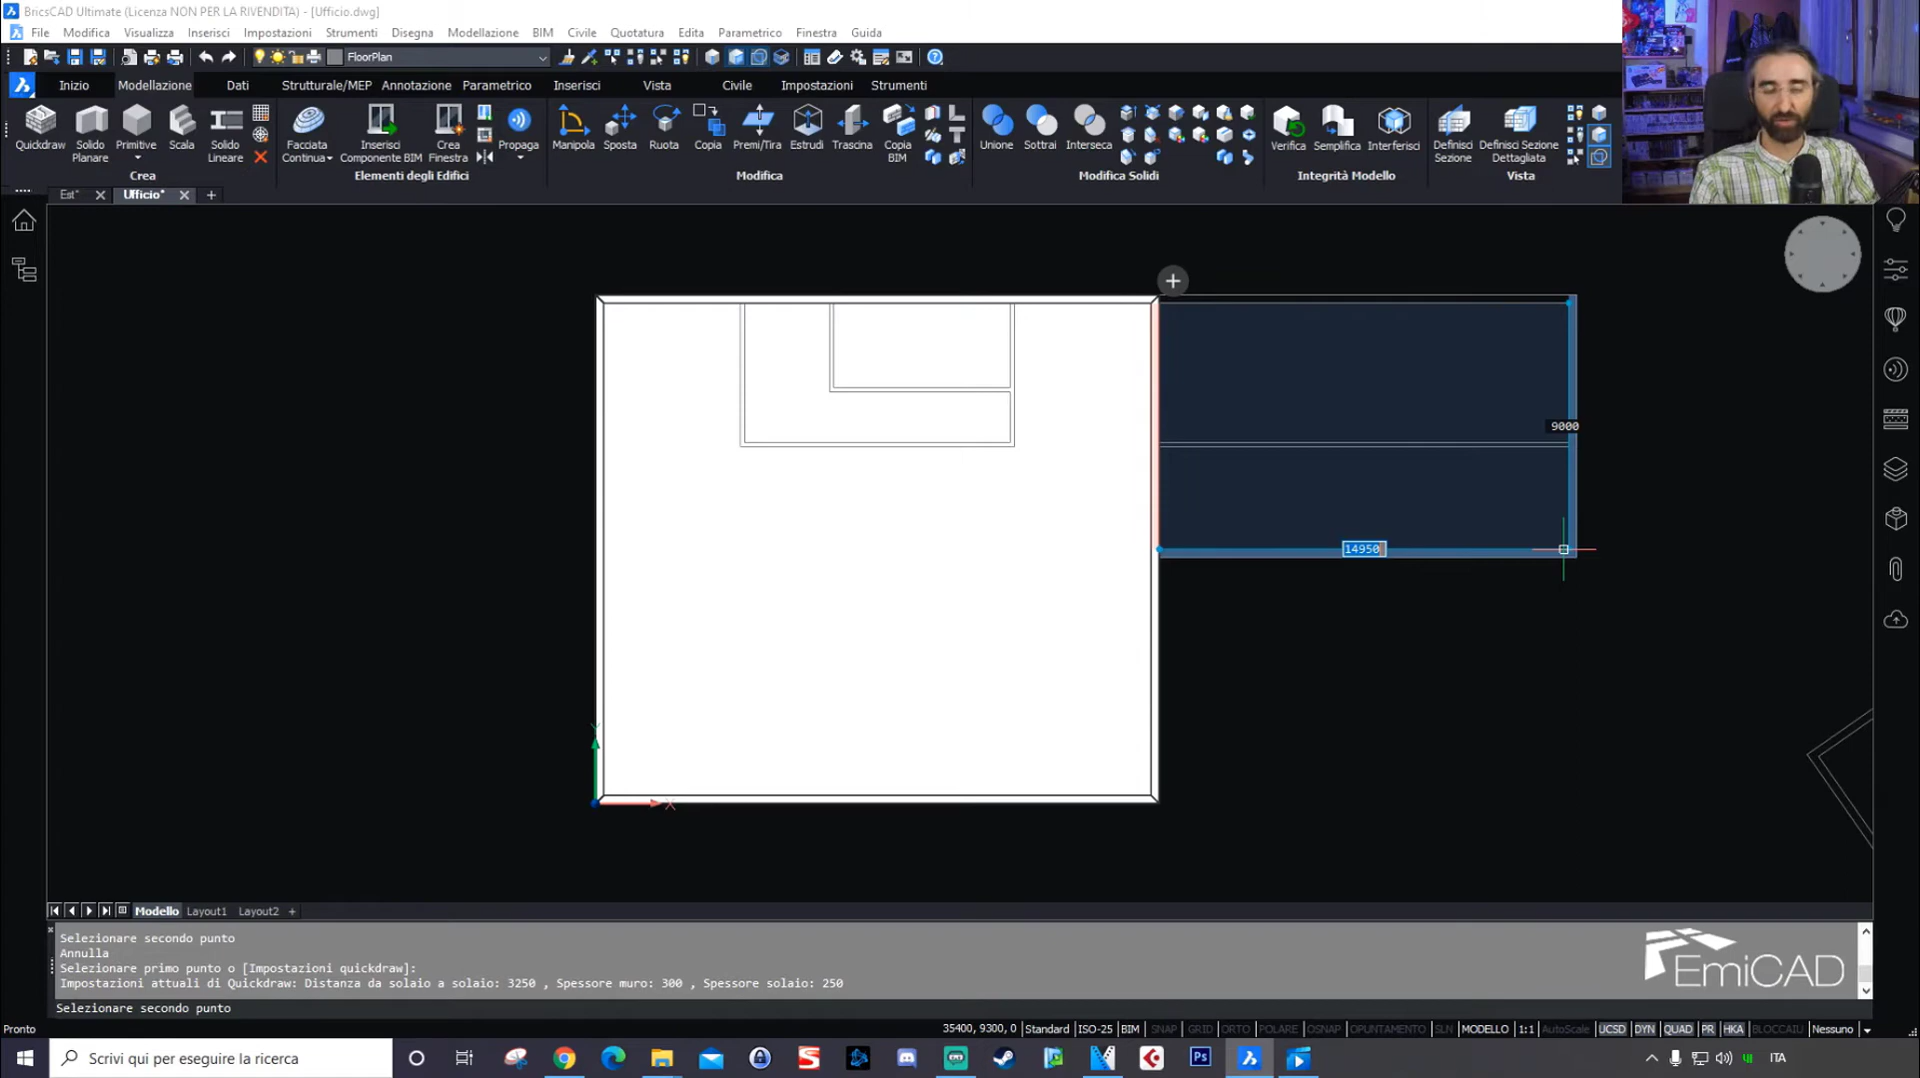 BricsCAD Ultimate (Licenza NON PER LA RIVENDITA) - [Ufficio.dwg]
File Modifica Visualizza Inserisci Impostazioni Strumenti Disegna Modellazione BIM Civile Quotatura Edita Parametrico Finestra Guida
FloorPlan
Inizio Modellazione Dati Strutturale/MEP Annotazione Parametrico Inserisci Vista Civile Impostazioni Strumenti
Quickdraw Solido Planare Primitive Scala Solido Lineare Facciata Continua Inserisci Componente BIM Crea Finestra Propaga Manipola Sposta Ruota Copia Premi/Tira Estrudi Trascina Copia BIM Unione Sottrai Interseca Verifica Semplifica Interferisci Definisci Sezione Definisci Sezione Dettagliata
Crea Elementi degli Edifici Modifica Modifica Solidi Integrità Modello Vista
Est* Ufficio*
9000
14950
Y
X
Modello Layout1 Layout2
Selezionare secondo punto
Annulla
Selezionare primo punto o [Impostazioni quickdraw]:
Impostazioni attuali di Quickdraw: Distanza da solaio a solaio: 3250 , Spessore muro: 300 , Spessore solaio: 250
EmiCAD
Selezionare secondo punto
Pronto 35400, 9300, 0 Standard ISO-25 BIM SNAP GRID ORTO POLARE OSNAP OPUNTAMENTO SLN MODELLO 1:1 AutoScale UCSD DYN QUAD PR HKA BLOCCAIU Nessuno
Scrivi qui per eseguire la ricerca ITA